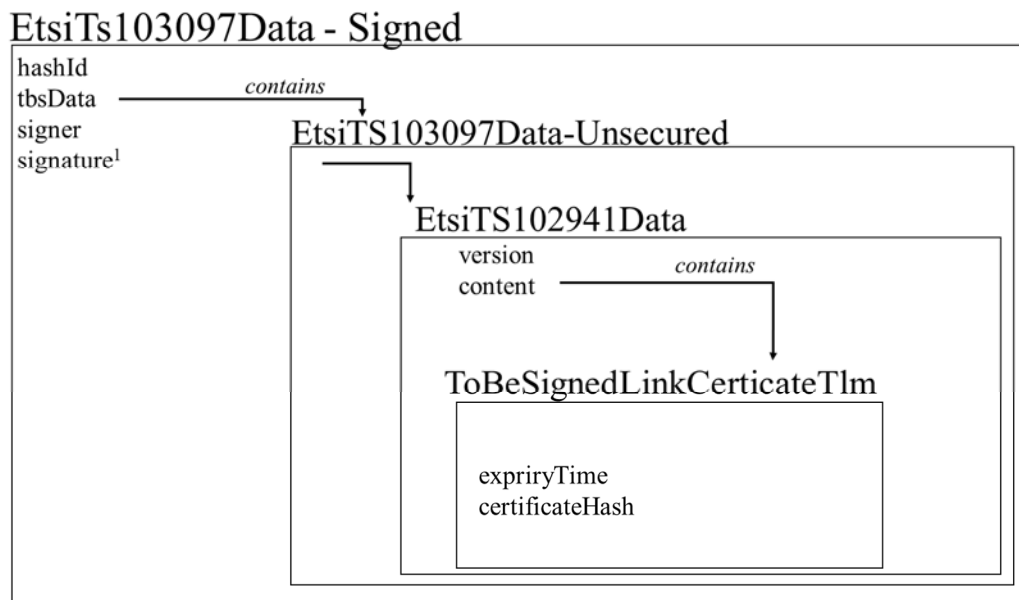 EtsiTs103097Data - Signed
hashId
tbsData
contains
signer
signature¹
EtsiTS103097Data-Unsecured
EtsiTS102941Data
version
content
contains
ToBeSignedLinkCerticateTlm
expriryTime
certificateHash